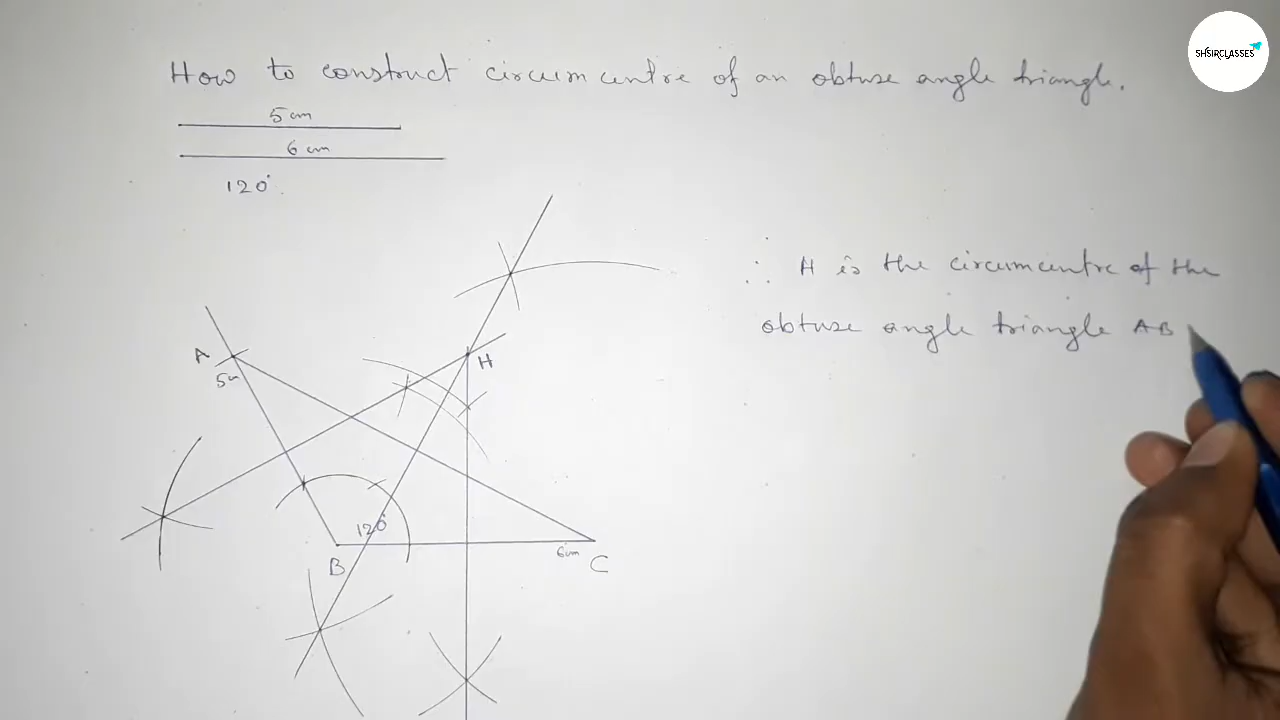 SHSIRCLASSES
How to construct circumcentre of an obtuse angle triangle.
5 cm
6 cm
120°
∴ H is the circumcentre of the
obtuse angle triangle AB
A
5cm
H
120°
B
6cm
C